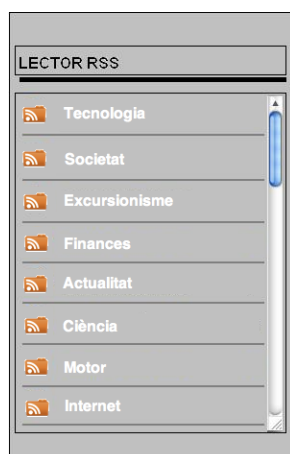 LECTOR RSS
Tecnologia
Societat
Excursionisme
Finances
Actualitat
Ciència
Motor
Internet